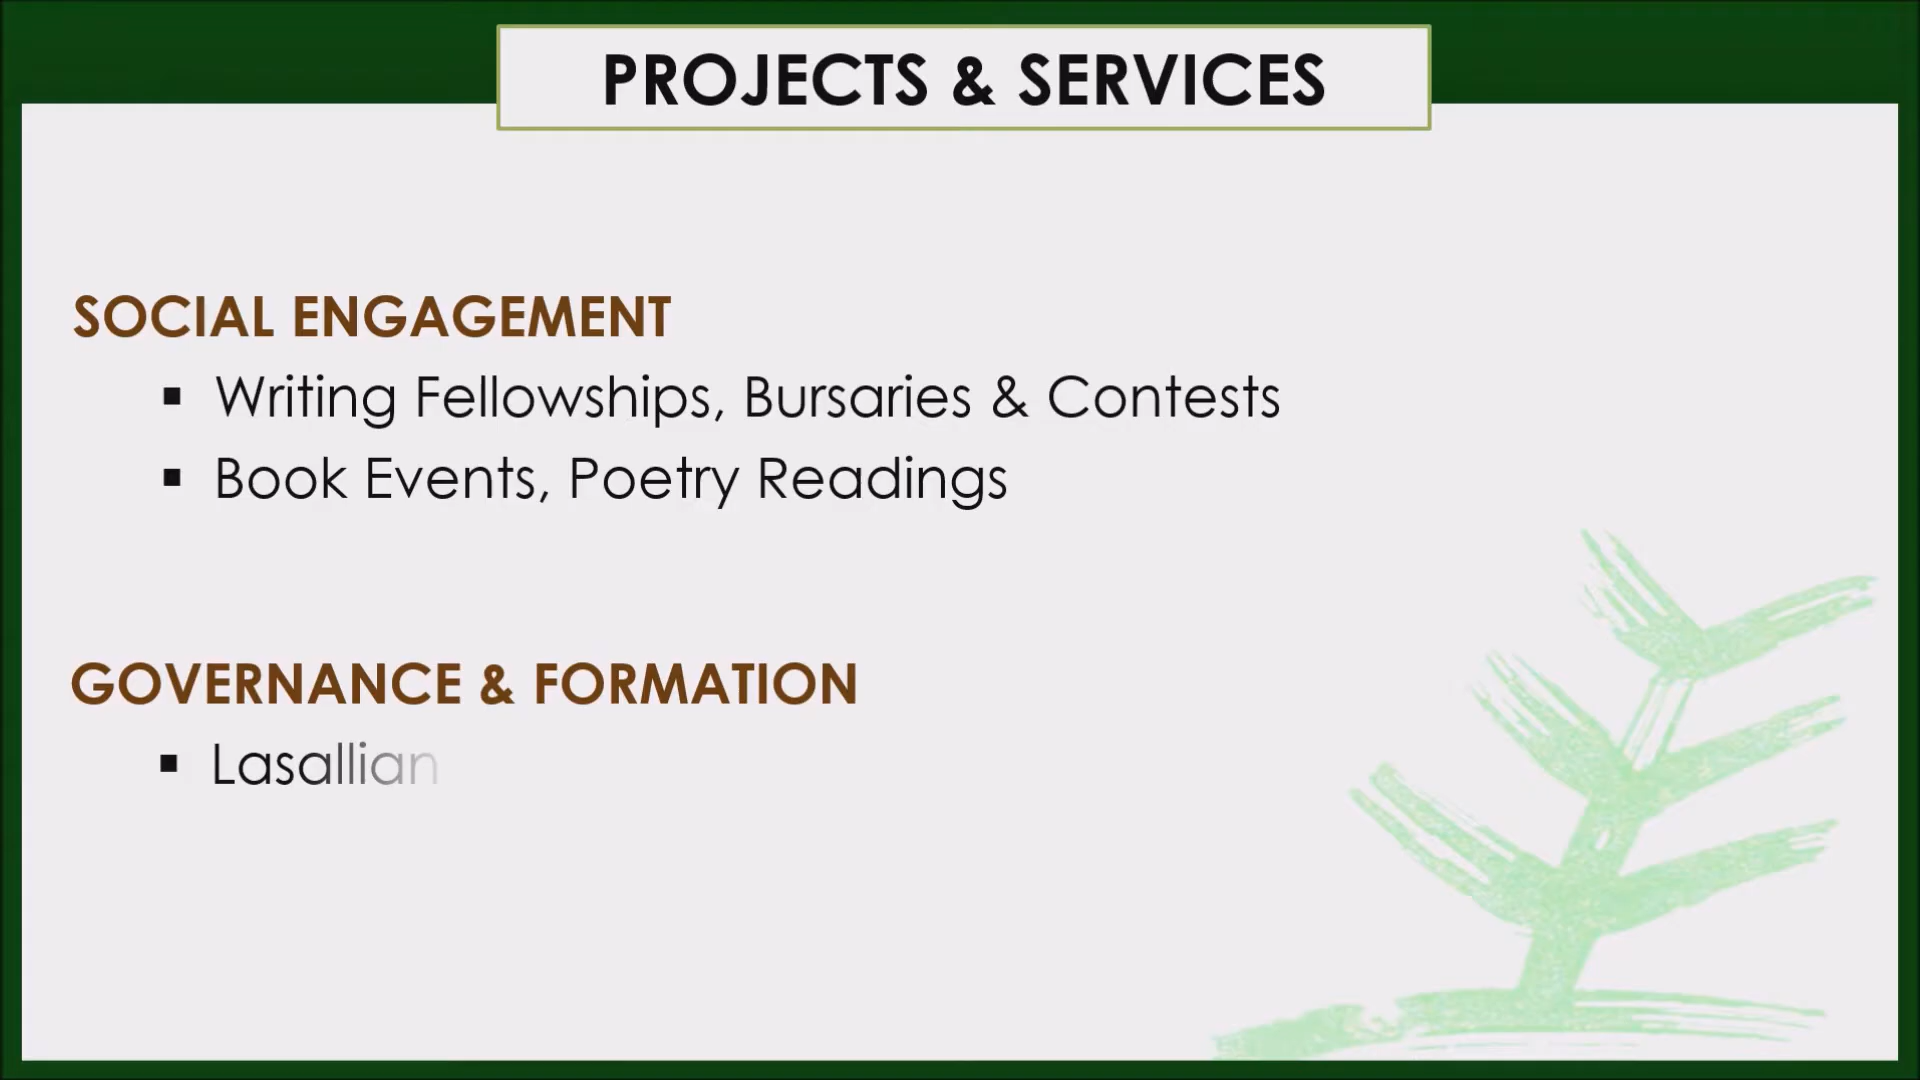 PROJECTS & SERVICES
SOCIAL ENGAGEMENT
▪ Writing Fellowships, Bursaries & Contests
▪ Book Events, Poetry Readings
GOVERNANCE & FORMATION
▪ Lasallian